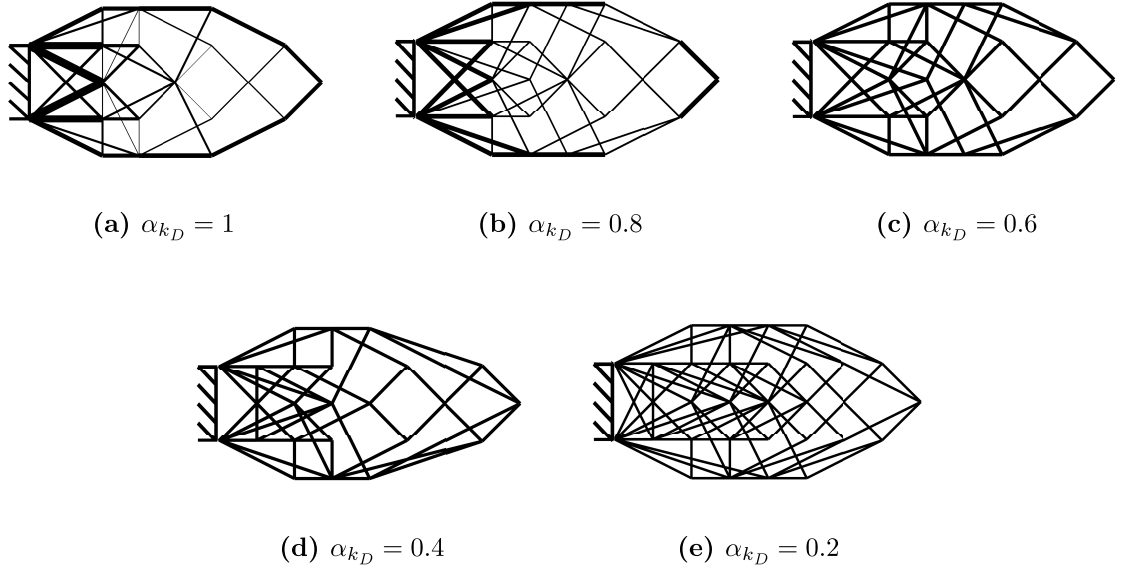 (a) α_{k_D} = 1
(b) α_{k_D} = 0.8
(c) α_{k_D} = 0.6
(d) α_{k_D} = 0.4
(e) α_{k_D} = 0.2